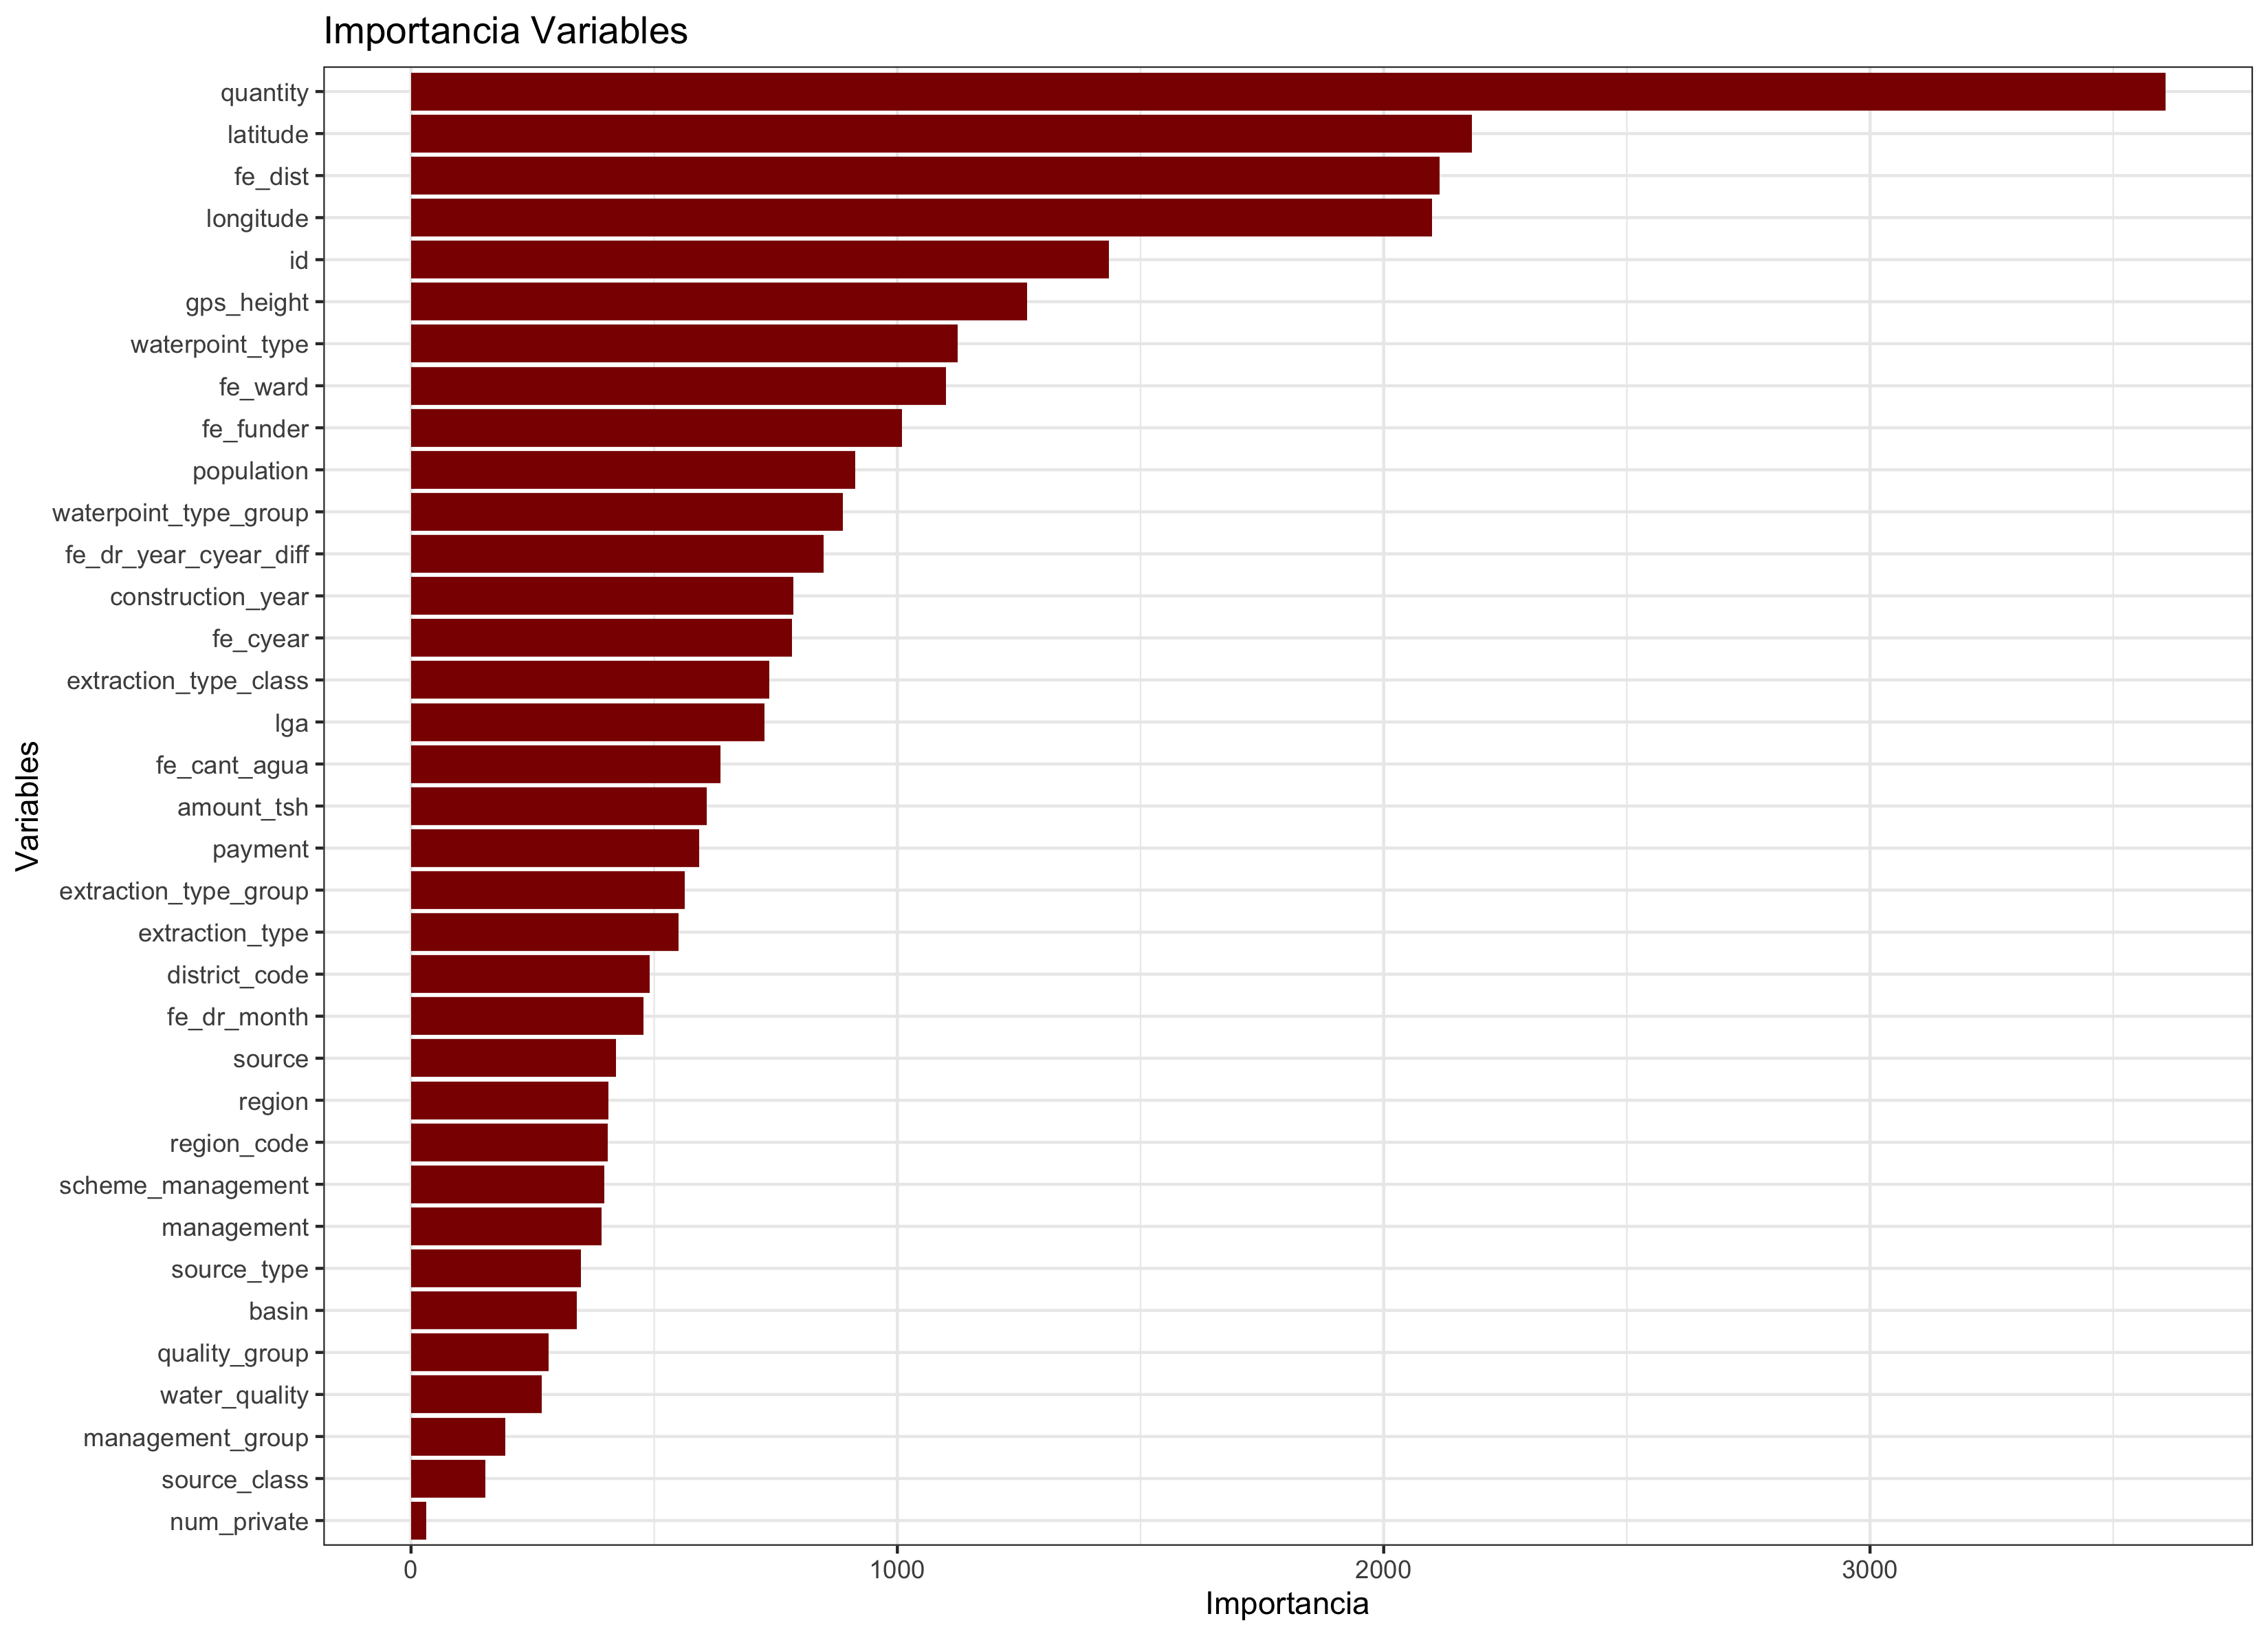 Importancia Variables
quantity
latitude
fe_dist
longitude
id
gps_height
waterpoint_type
fe_ward
fe_funder
population
waterpoint_type_group
fe_dr_year_cyear_diff
construction_year
fe_cyear
extraction_type_class
lga
fe_cant_agua
amount_tsh
payment
extraction_type_group
extraction_type
district_code
fe_dr_month
source
region
region_code
scheme_management
management
source_type
basin
quality_group
water_quality
management_group
source_class
num_private
Variables
0 1000 2000 3000
Importancia